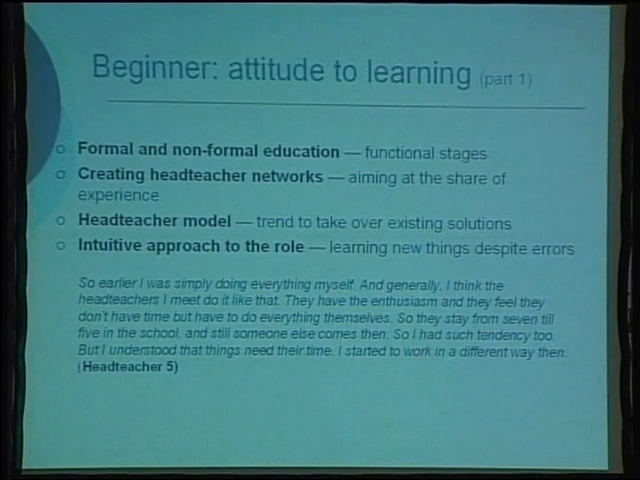 Beginner: attitude to learning (part 1)
Formal and non-formal education — functional stages
Creating headteacher networks — aiming at the share of
experience
Headteacher model — trend to take over existing solutions
Intuitive approach to the role — learning new things despite errors
So earlier I was simply doing everything myself. And generally, I think the
headteachers I meet do it like that. They have the enthusiasm and they feel they
don't have time but have to do everything themselves. So they stay from seven till
five in the school, and still someone else comes then. So I had such tendency too.
But I understood that things need their time. I started to work in a different way then.
(Headteacher 5)